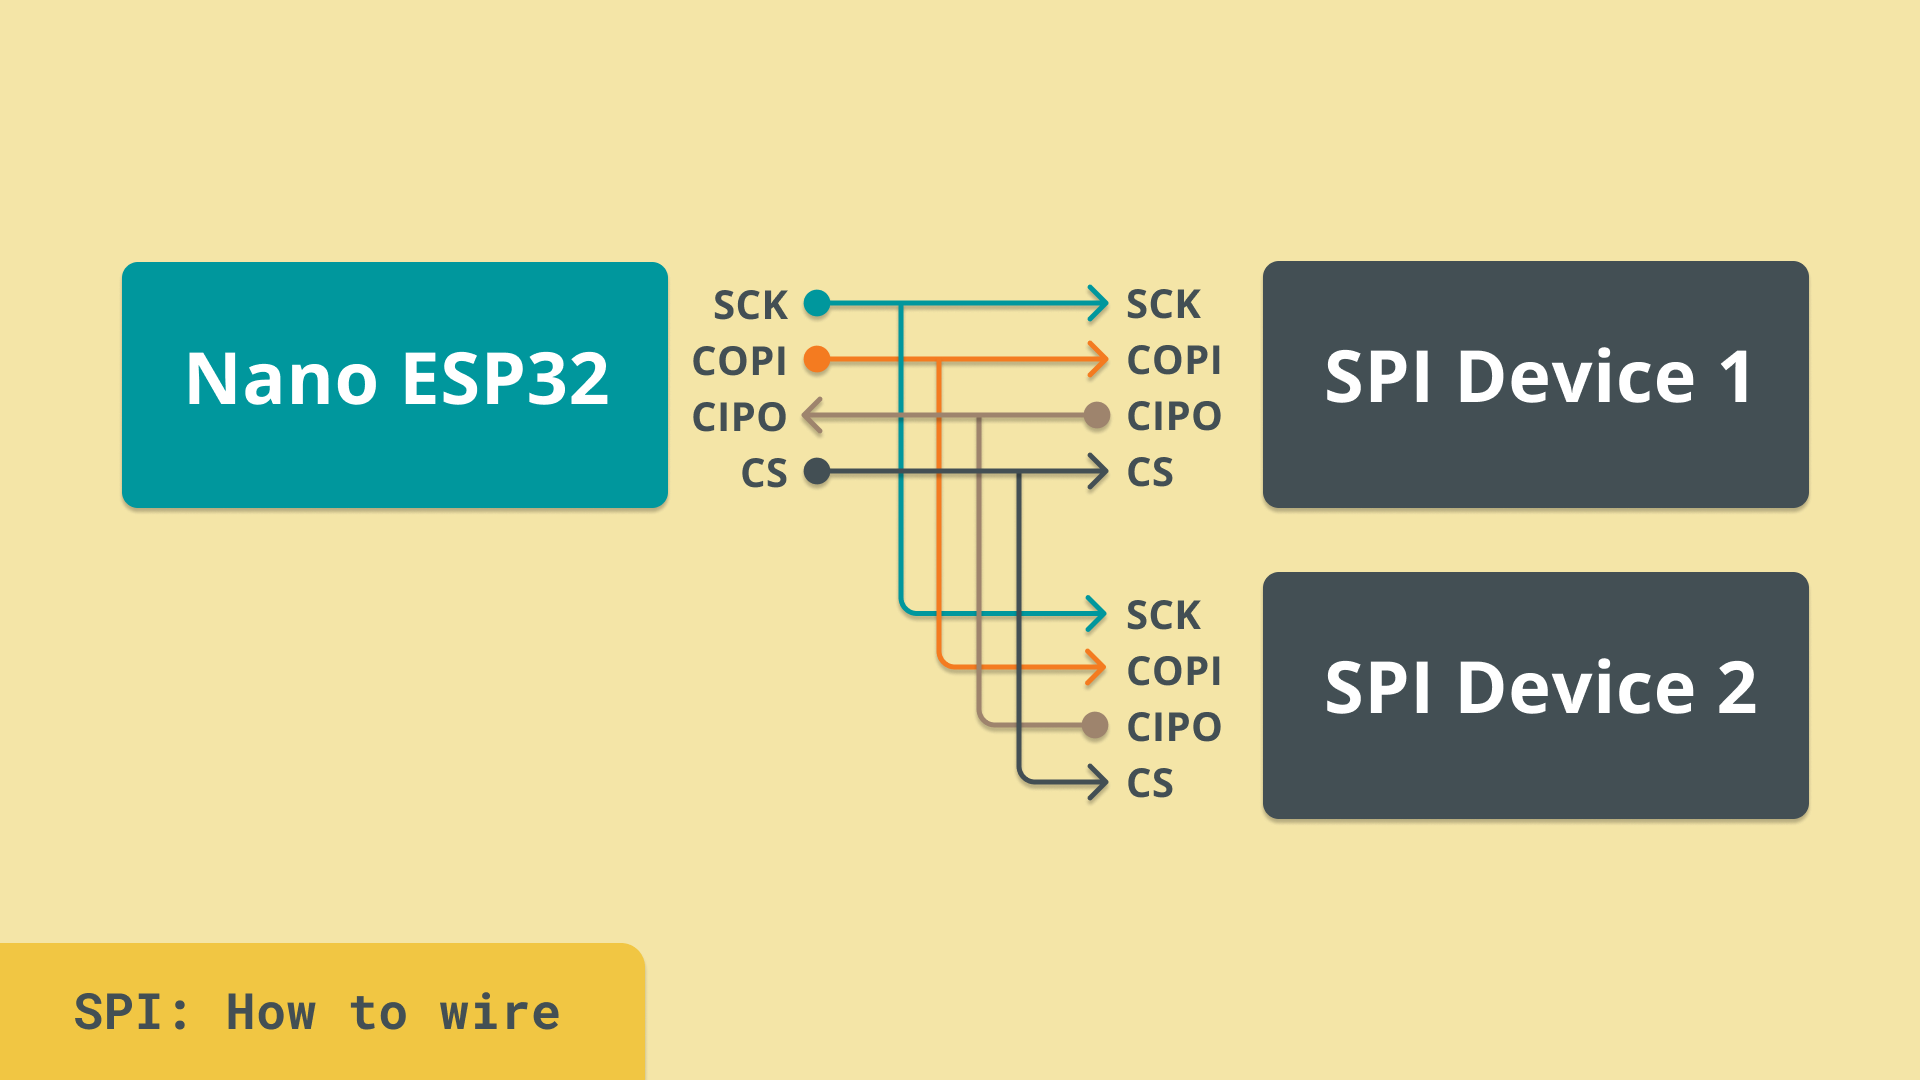 Nano ESP32
SCK
COPI
CIPO
CS
SCK
COPI
CIPO
CS
SPI Device 1
SCK
COPI
CIPO
CS
SPI Device 2
SPI: How to wire